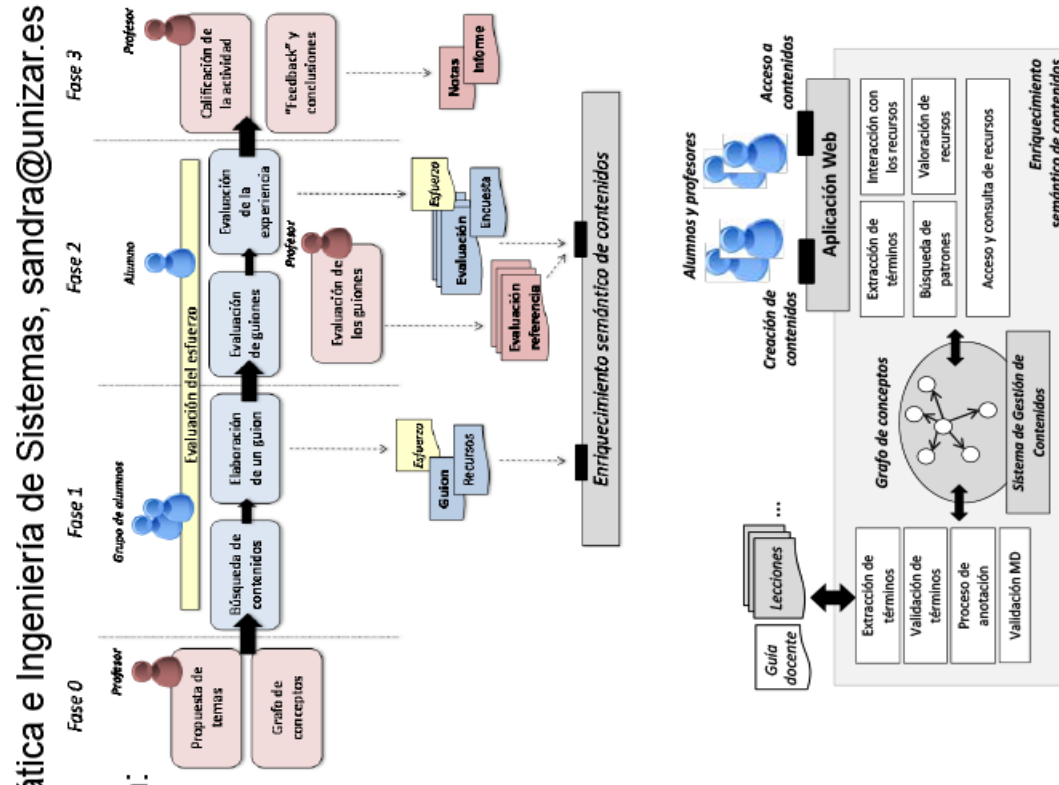 ática e Ingeniería de Sistemas, sandra@unizar.es
Fase 0
Fase 1
Fase 2
Fase 3
Profesor
Grupo de alumnos
Alumno
Profesor
Evaluación del esfuerzo
Propuesta de
temas
Grafo de
conceptos
Búsqueda de
contenidos
Elaboración
de un guion
Evaluación
de guiones
Evaluación
de la
experiencia
Calificación de
la actividad
"Feedback" y
conclusiones
Profesor
Evaluación de
los guiones
Esfuerzo
Guion
Recursos
Esfuerzo
Evaluación
Encuesta
Evaluación
referencia
Notas
Informe
Enriquecimiento semántico de contenidos
Alumnos y profesores
Creación de
contenidos
Acceso a
contenidos
Aplicación Web
Guía
docente
Lecciones
...
Grafo de conceptos
Extracción de
términos
Validación de
términos
Proceso de
anotación
Validación MD
Sistema de Gestión de
Contenidos
Extracción de
términos
Interacción con
los recursos
Búsqueda de
patrones
Valoración de
recursos
Acceso y consulta de recursos
Enriquecimiento
semántico de contenidos